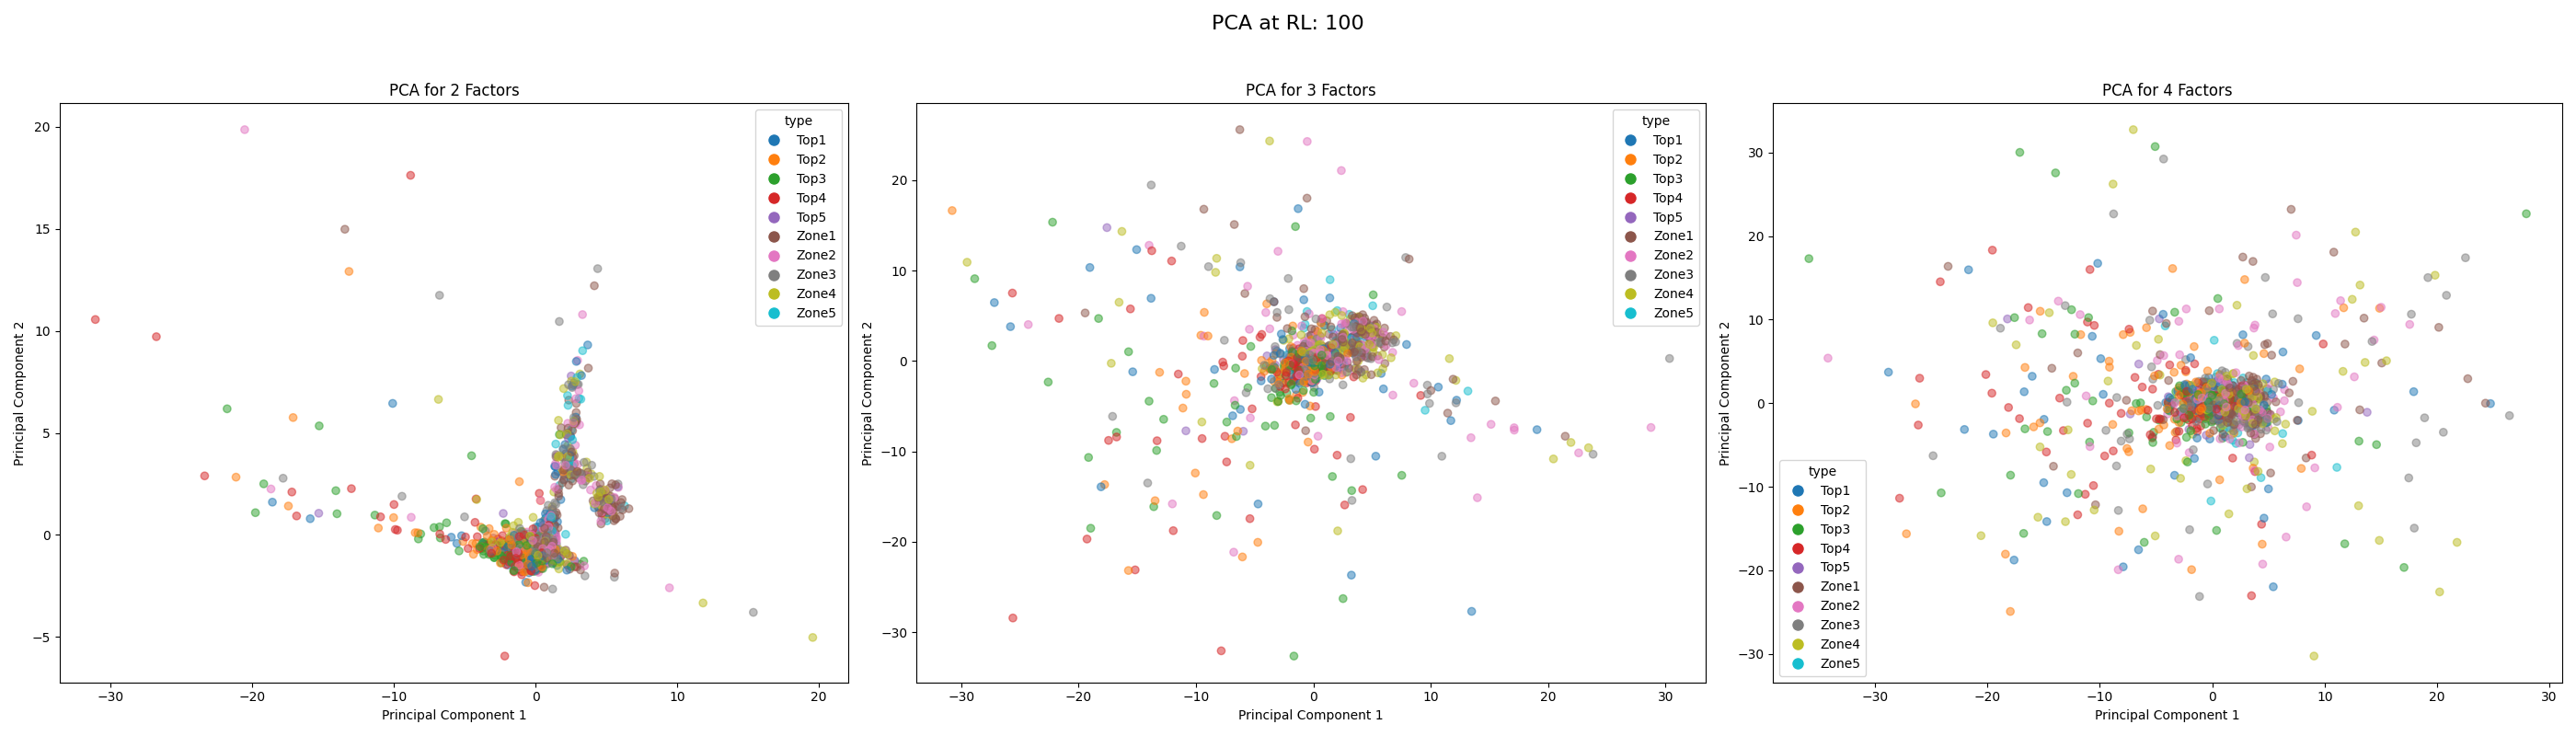 PCA at RL: 100
PCA for 2 Factors
Principal Component 2
20
15
10
5
0
−5
−30
−20
−10
0
10
20
Principal Component 1
type
Top1
Top2
Top3
Top4
Top5
Zone1
Zone2
Zone3
Zone4
Zone5
PCA for 3 Factors
Principal Component 2
20
10
0
−10
−20
−30
−30
−20
−10
0
10
20
30
Principal Component 1
type
Top1
Top2
Top3
Top4
Top5
Zone1
Zone2
Zone3
Zone4
Zone5
PCA for 4 Factors
Principal Component 2
30
20
10
0
−10
−20
−30
−30
−20
−10
0
10
20
30
Principal Component 1
type
Top1
Top2
Top3
Top4
Top5
Zone1
Zone2
Zone3
Zone4
Zone5